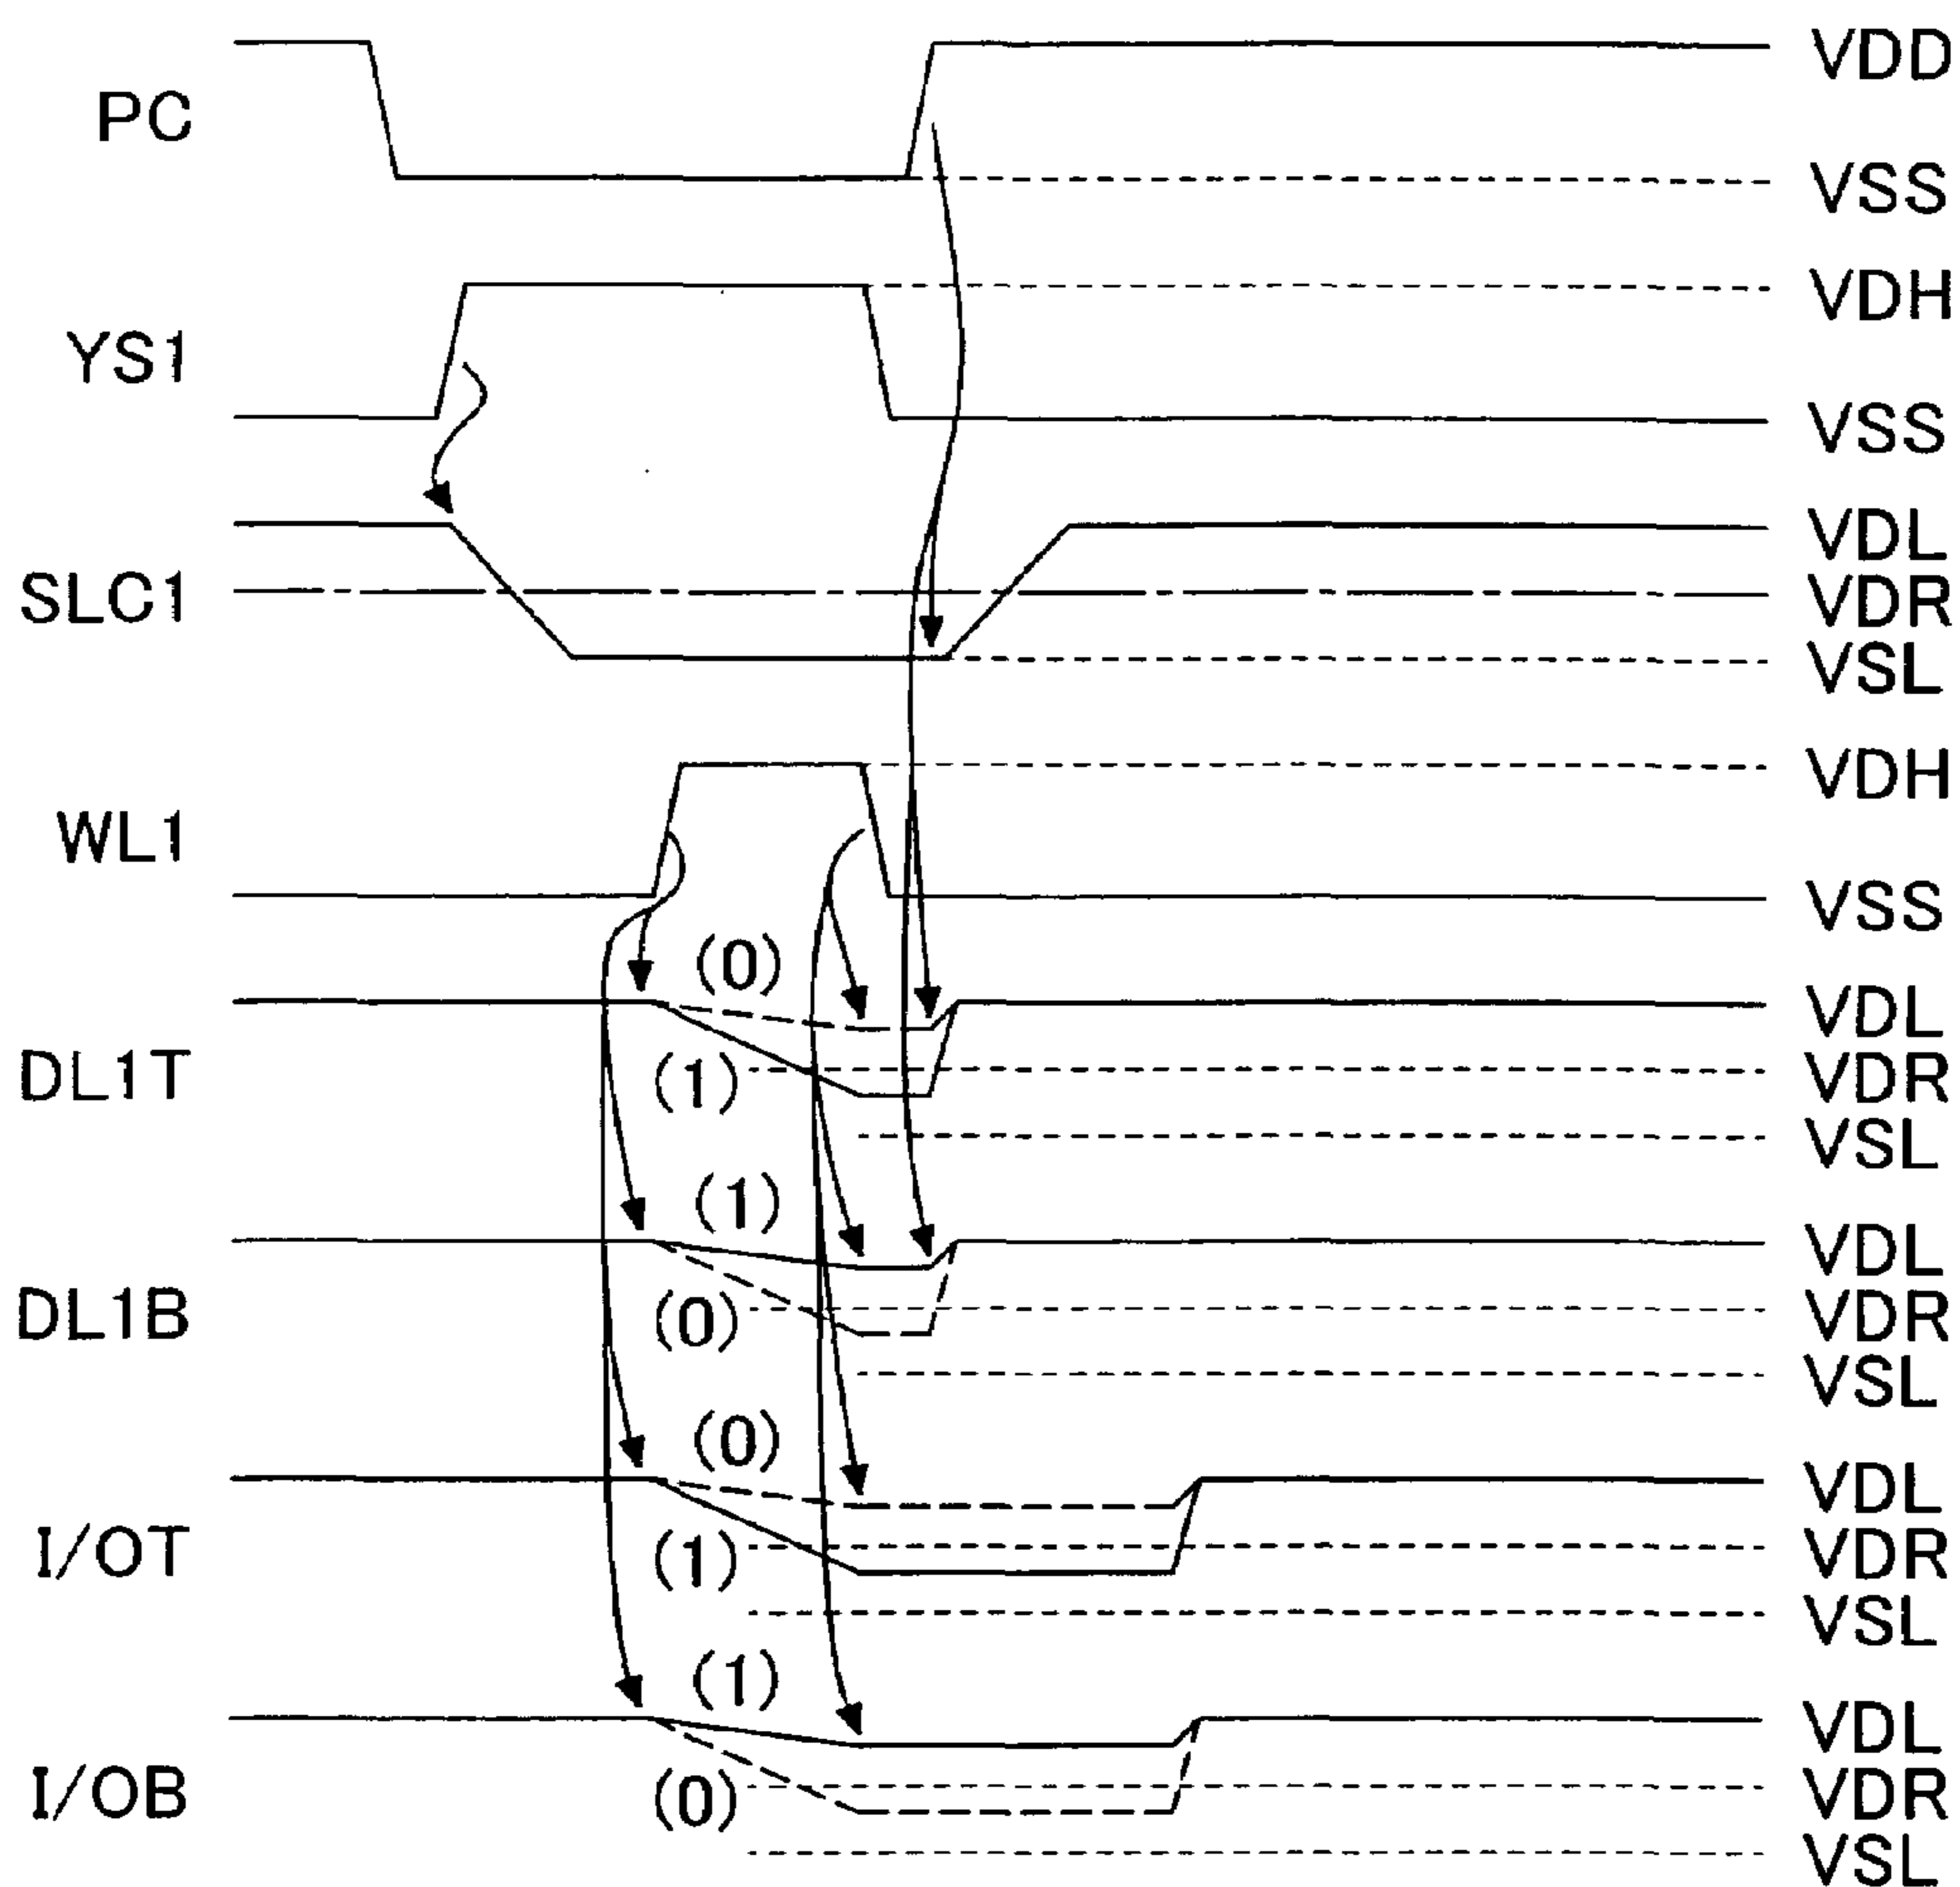 VDD
PC
VSS
VDH
YS1
VSS
VDL
SLC1 VDR
VSL
VDH
WL1
VSS
(0)
VDL
DL1T (1) VDR
VSL
(1)
VDL
DL1B (0) VDR
VSL
(0)
VDL
I/OT (1) VDR
VSL
(1)
VDL
I/OB (0) VDR
VSL